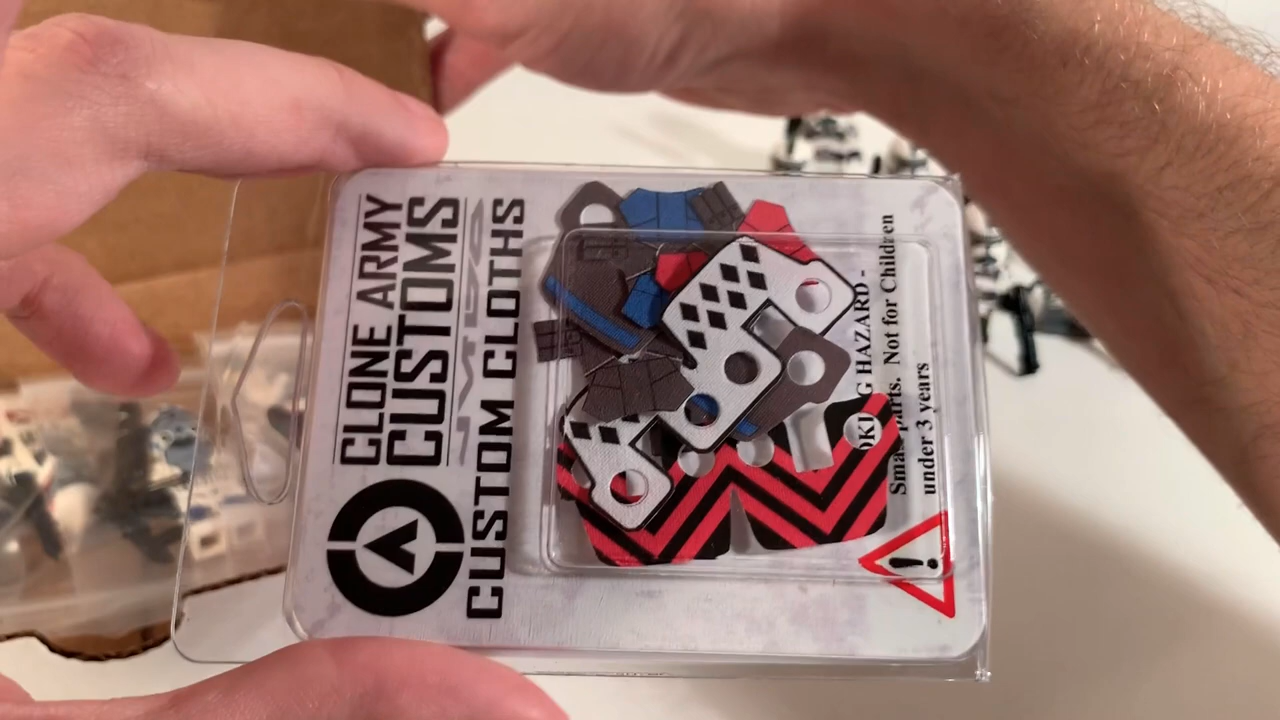 CLONE ARMY
CUSTOMS
CUSTOM CLOTHS
HAZARD -
parts. Not for Children
under 3 years